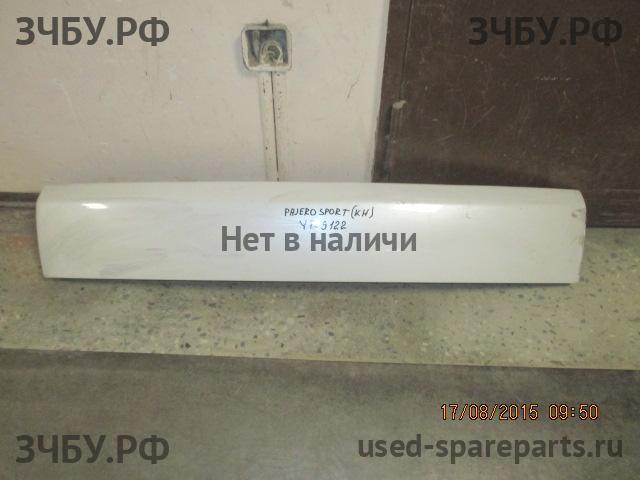 ЗЧБУ.РФ
ЗЧБУ.РФ
PAJERO SPORT (KH)
Нет в наличи
17/08/2015 09:50
ЗЧБУ.РФ
used-spareparts.ru